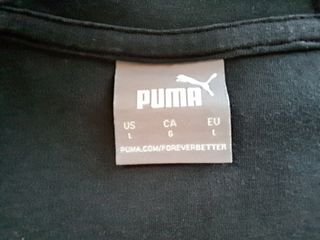 PUMA
US CA EU
L G L
PUMA.COM/FOREVERBETTER